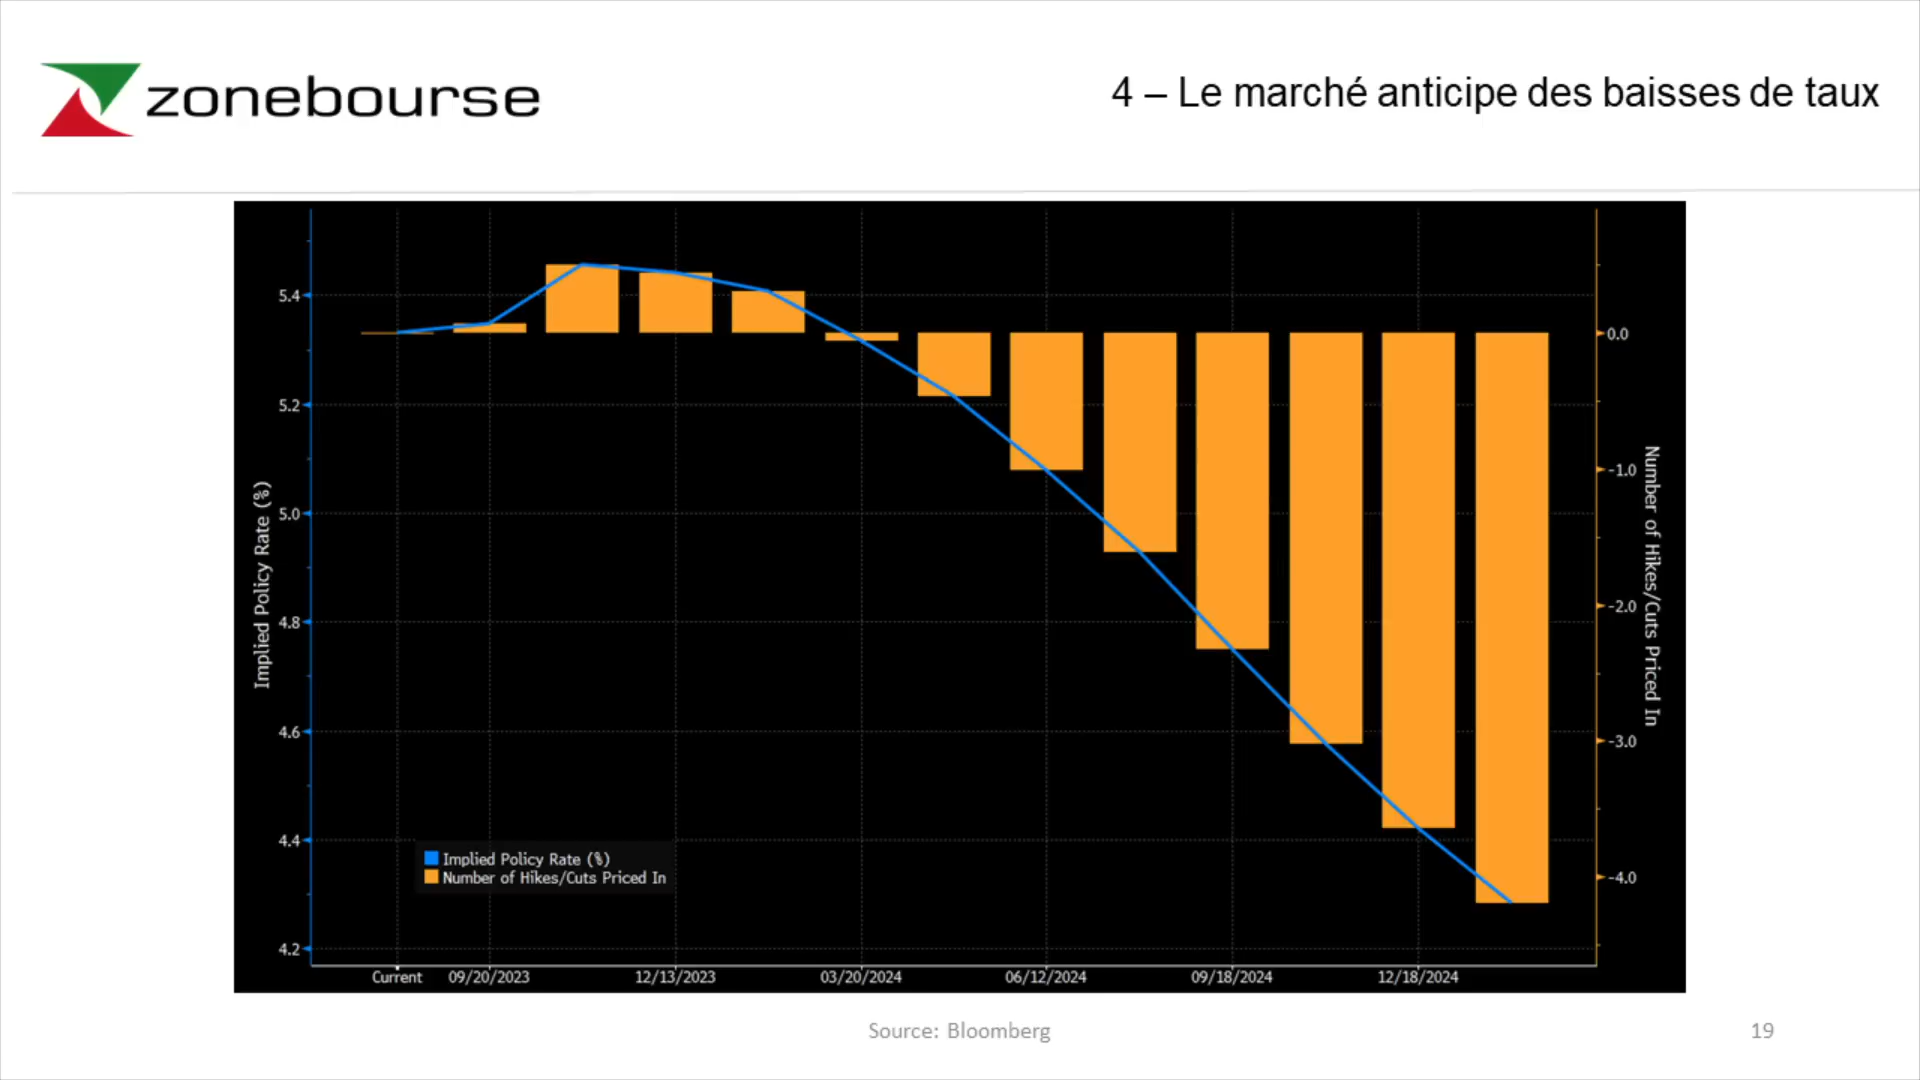 zonebourse
4 – Le marché anticipe des baisses de taux
Implied Policy Rate (%)
5.4
5.2
5.0
4.8
4.6
4.4
4.2
0.0
-1.0
-2.0
-3.0
-4.0
Number of Hikes/Cuts Priced In
Implied Policy Rate (%)
Number of Hikes/Cuts Priced In
Current 09/20/2023 12/13/2023 03/20/2024 06/12/2024 09/18/2024 12/18/2024
Source: Bloomberg
19